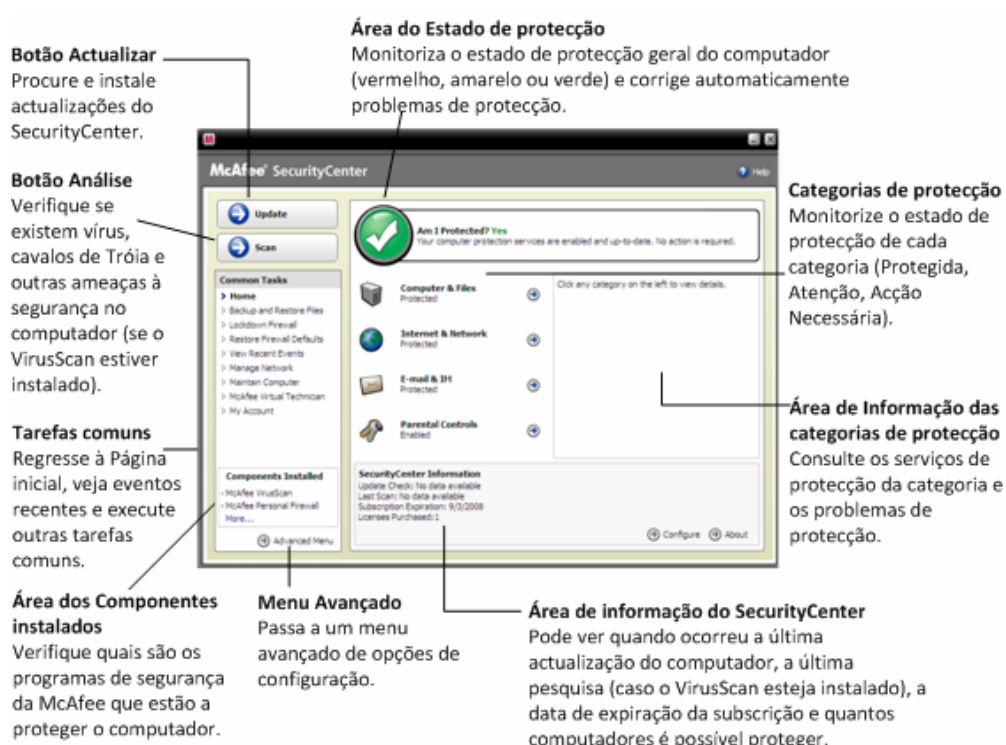 Área do Estado de protecção
Monitoriza o estado de protecção geral do computador
(vermelho, amarelo ou verde) e corrige automaticamente
problemas de protecção.
Botão Actualizar
Procure e instale
actualizações do
SecurityCenter.
Botão Análise
Verifique se
existem vírus,
cavalos de Tróia e
outras ameaças à
segurança no
computador (se o
VirusScan estiver
instalado).
Tarefas comuns
Regresse à Página
inicial, veja eventos
recentes e execute
outras tarefas
comuns.
McAfee® SecurityCenter
Help
Update
Scan
Common Tasks
Home
Backup and Restore Files
Lockdown Firewall
Restore Firewall Defaults
View Recent Events
Manage Network
Maintain Computer
McAfee Virtual Technician
My Account
Components Installed
- McAfee VirusScan
- McAfee Personal Firewall
More...
Advanced Menu
Am I Protected? Yes
Your computer protection services are enabled and up-to-date. No action is required.
Computer & Files
Protected
Internet & Network
Protected
E-mail & IM
Protected
Parental Controls
Enabled
Click any category on the left to view details.
SecurityCenter Information
Update Check: No data available
Last Scan: No data available
Subscription Expiration: 9/3/2008
Licenses Purchased: 1
Configure About
Categorias de protecção
Monitorize o estado de
protecção de cada
categoria (Protegida,
Atenção, Acção
Necessária).
Área de Informação das
categorias de protecção
Consulte os serviços de
protecção da categoria e
os problemas de
protecção.
Área dos Componentes
instalados
Verifique quais são os
programas de segurança
da McAfee que estão a
proteger o computador.
Menu Avançado
Passa a um menu
avançado de opções de
configuração.
Área de informação do SecurityCenter
Pode ver quando ocorreu a última
actualização do computador, a última
pesquisa (caso o VirusScan esteja instalado), a
data de expiração da subscrição e quantos
computadores é possível proteger.